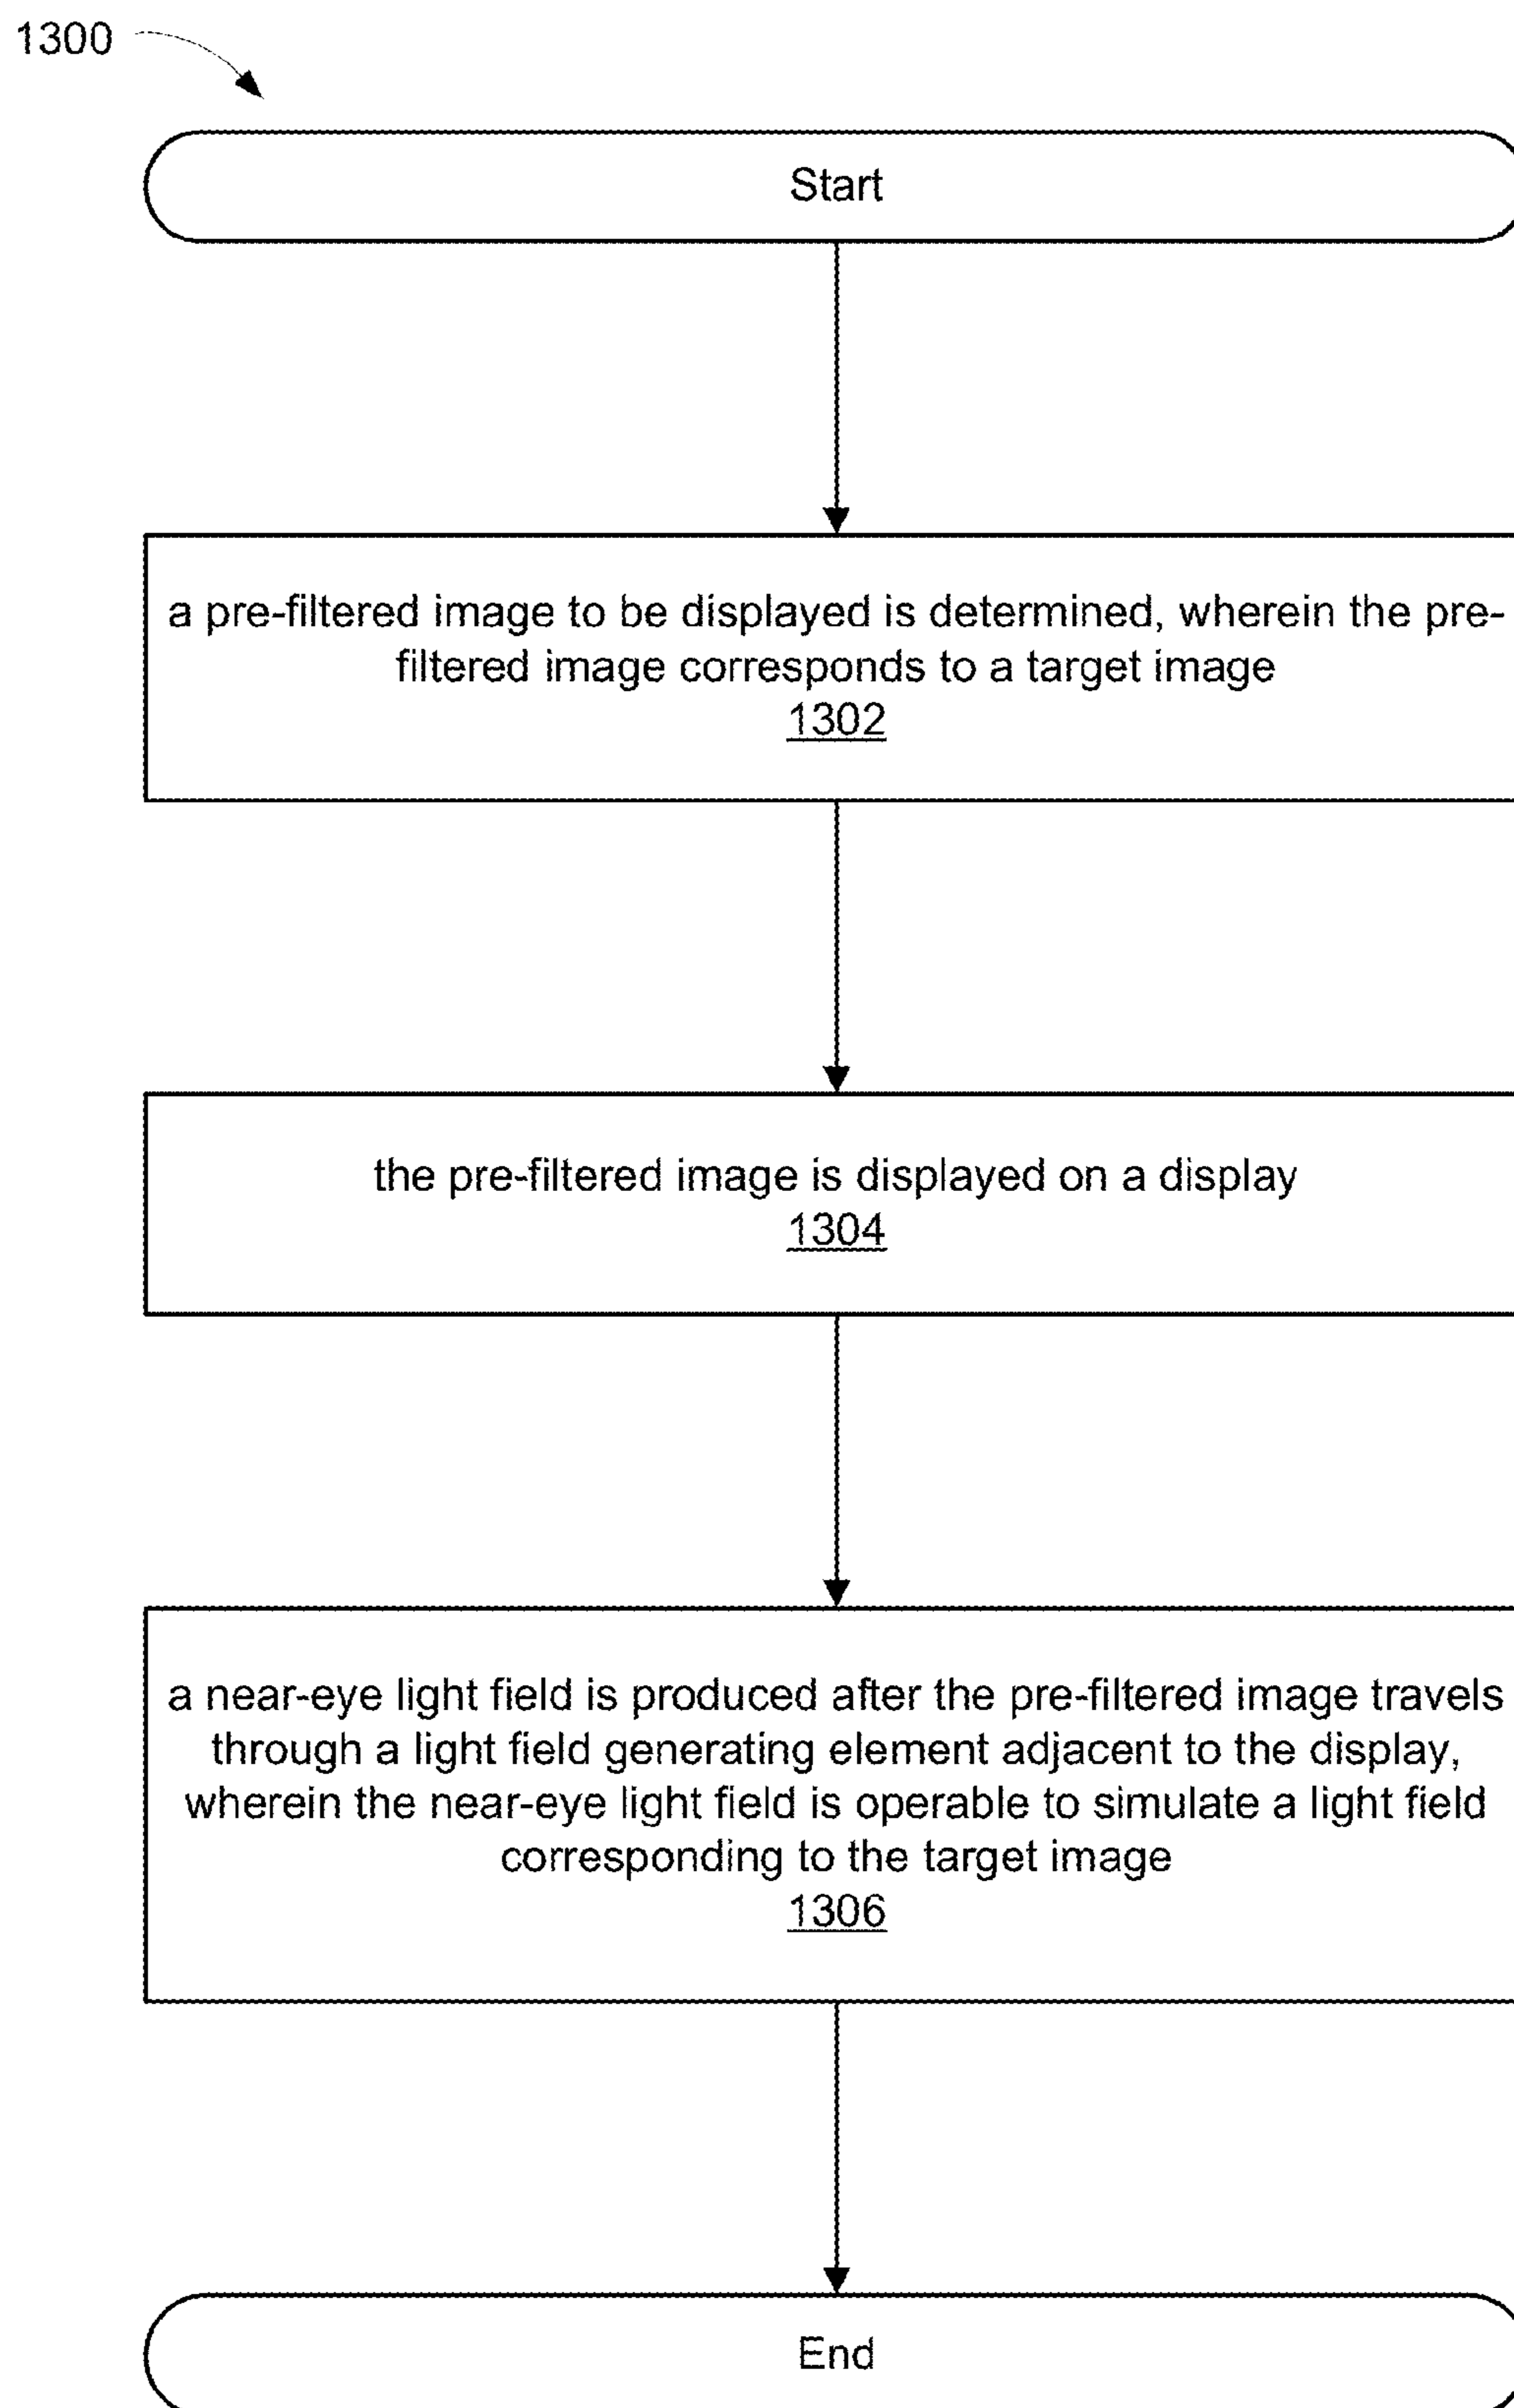 1300
Start
a pre-filtered image to be displayed is determined, wherein the pre-
filtered image corresponds to a target image
1302
the pre-filtered image is displayed on a display
1304
a near-eye light field is produced after the pre-filtered image travels
through a light field generating element adjacent to the display,
wherein the near-eye light field is operable to simulate a light field
corresponding to the target image
1306
End